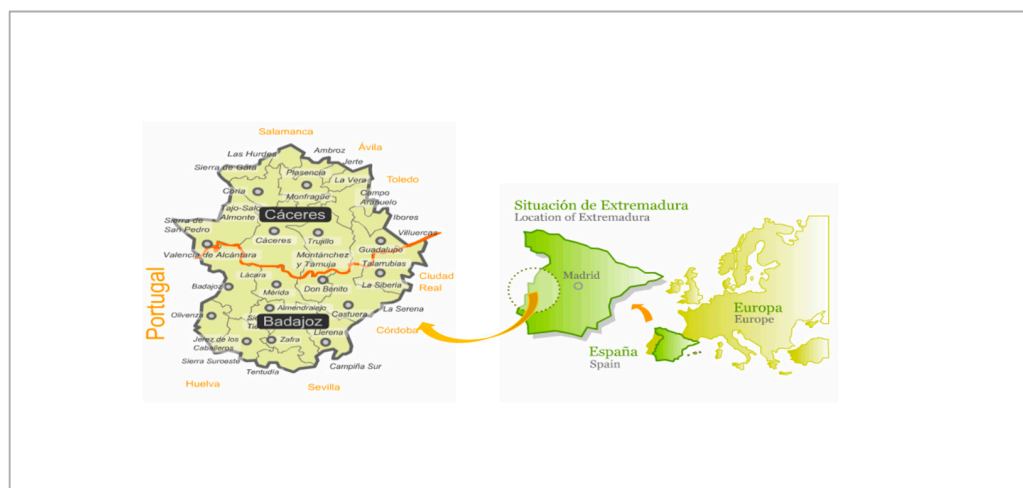 Salamanca
Ambroz
Ávila
Las Hurdes
Jerte
Sierra de Gata
Plasencia
La Vera
Toledo
Coria
Monfragüe
Campo
Arañuelo
Tajo-Salor
Almonte
Cáceres
Ibores
Sierra de
San Pedro
Villuercas
Cáceres
Trujillo
Guadalupe
Valencia de Alcántara
Montánchez
y Tamuja
Talarrubias
Portugal
Lácara
Ciudad
Real
Badajoz
Mérida
Don Benito
La Siberia
Olivenza
Almendralejo
Castuera
La Serena
Badajoz
Córdoba
Jerez de los
Caballeros
Zafra
Llerena
Sierra Suroeste
Tentudía
Campiña Sur
Huelva
Sevilla
Situación de Extremadura
Location of Extremadura
Madrid
Europa
Europe
España
Spain